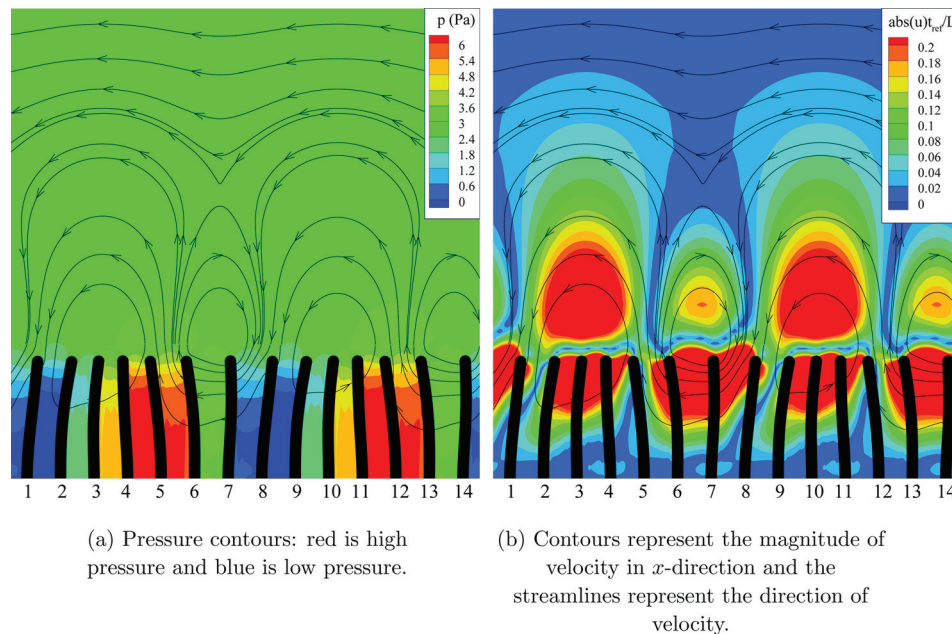 p (Pa)
6
5.4
4.8
4.2
3.6
3
2.4
1.8
1.2
0.6
0
1 2 3 4 5 6 7 8 9 10 11 12 13 14
(a) Pressure contours: red is high
pressure and blue is low pressure.
abs(u)t_ref/L
0.2
0.18
0.16
0.14
0.12
0.1
0.08
0.06
0.04
0.02
0
1 2 3 4 5 6 7 8 9 10 11 12 13 14
(b) Contours represent the magnitude of
velocity in x-direction and the
streamlines represent the direction of
velocity.